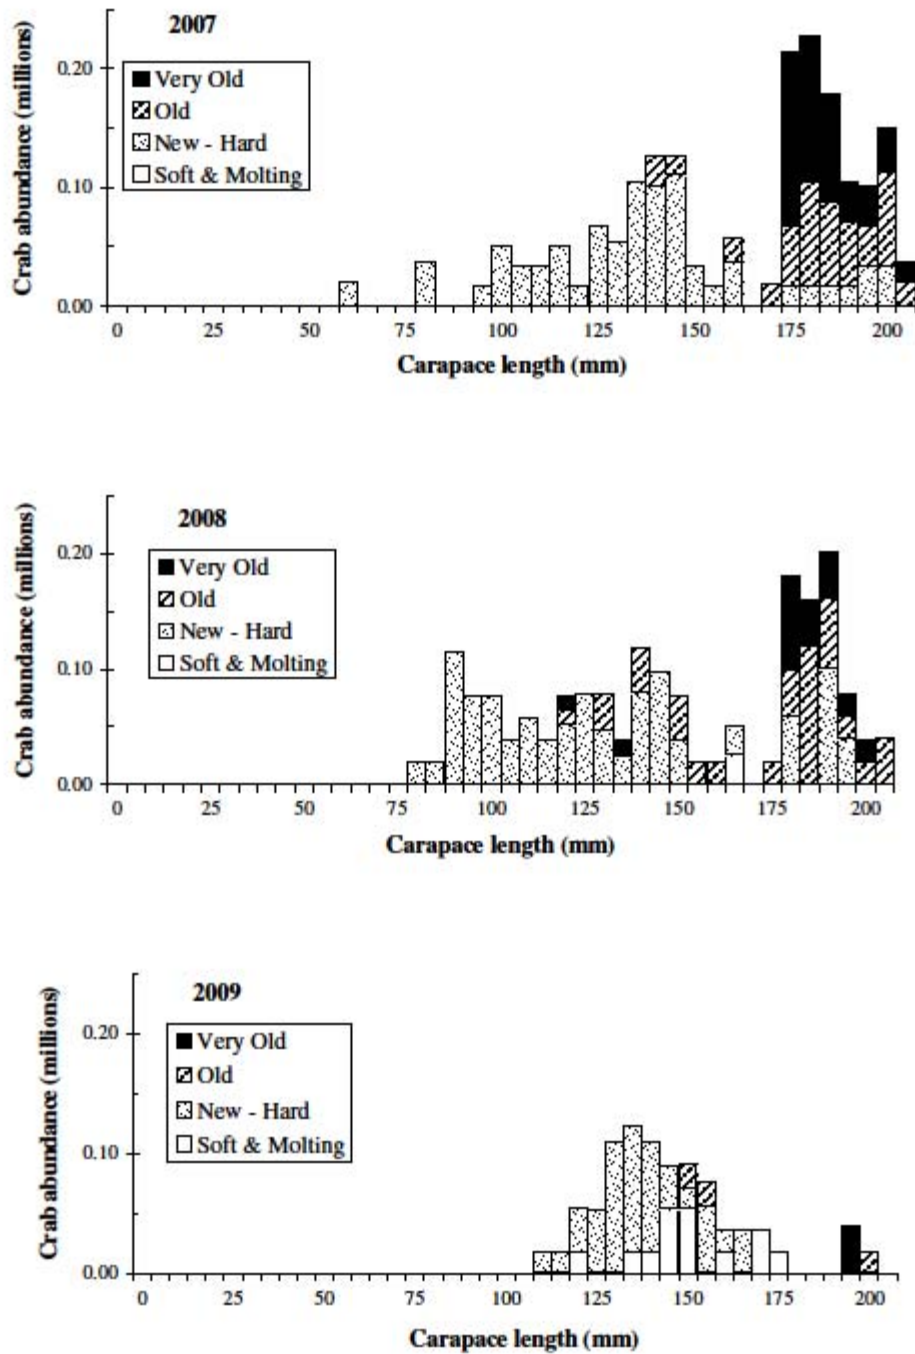 2007
Crab abundance (millions)
0.20
0.10
0.00
Very Old
Old
New - Hard
Soft & Molting
0 25 50 75 100 125 150 175 200
Carapace length (mm)
2008
Crab abundance (millions)
0.20
0.10
0.00
Very Old
Old
New - Hard
Soft & Molting
0 25 50 75 100 125 150 175 200
Carapace length (mm)
2009
Crab abundance (millions)
0.20
0.10
0.00
Very Old
Old
New - Hard
Soft & Molting
0 25 50 75 100 125 150 175 200
Carapace length (mm)